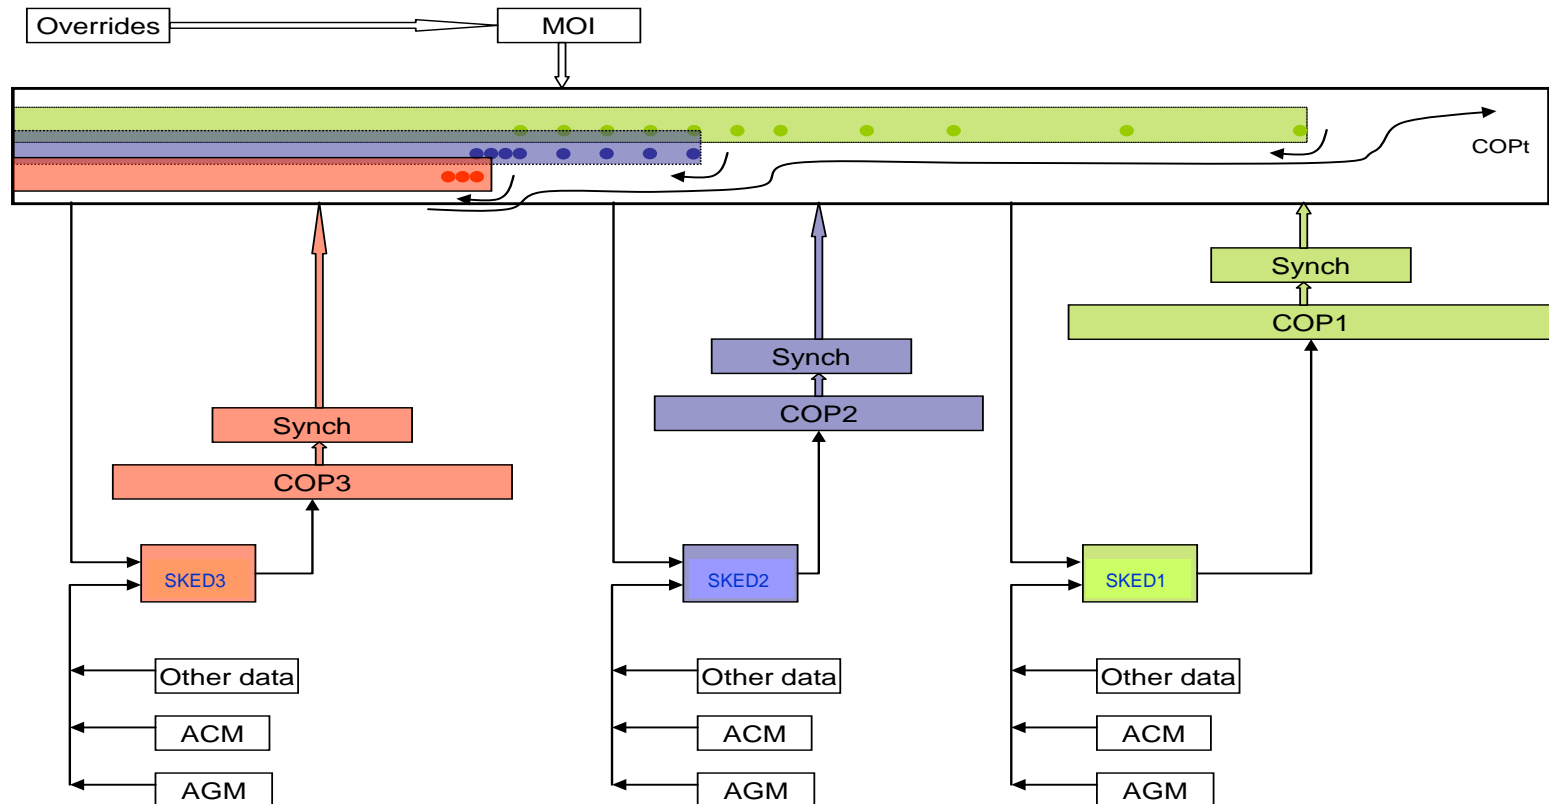 Overrides
MOI
COPt
Synch
COP1
Synch
COP2
Synch
COP3
SKED3
SKED2
SKED1
Other data
Other data
Other data
ACM
ACM
ACM
AGM
AGM
AGM